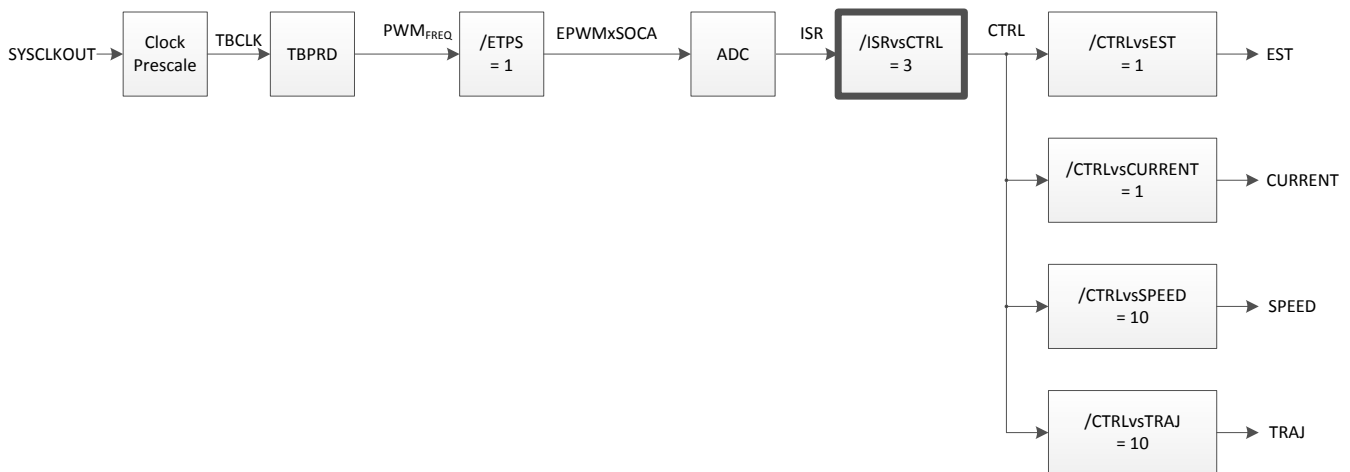 SYSCLKOUT
Clock
Prescale
TBCLK
TBPRD
PWMFREQ
/ETPS
= 1
EPWMxSOCA
ADC
ISR
/ISRvsCTRL
= 3
CTRL
/CTRLvsEST
= 1
EST
/CTRLvsCURRENT
= 1
CURRENT
/CTRLvsSPEED
= 10
SPEED
/CTRLvsTRAJ
= 10
TRAJ